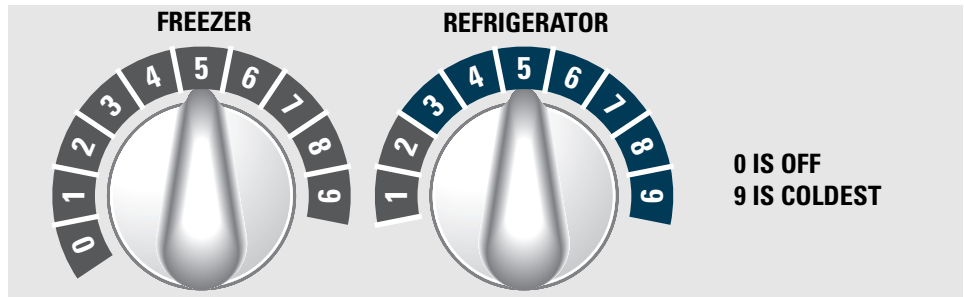 FREEZER
0 1 2 3 4 5 6 7 8 9
REFRIGERATOR
1 2 3 4 5 6 7 8 9
0 IS OFF
9 IS COLDEST